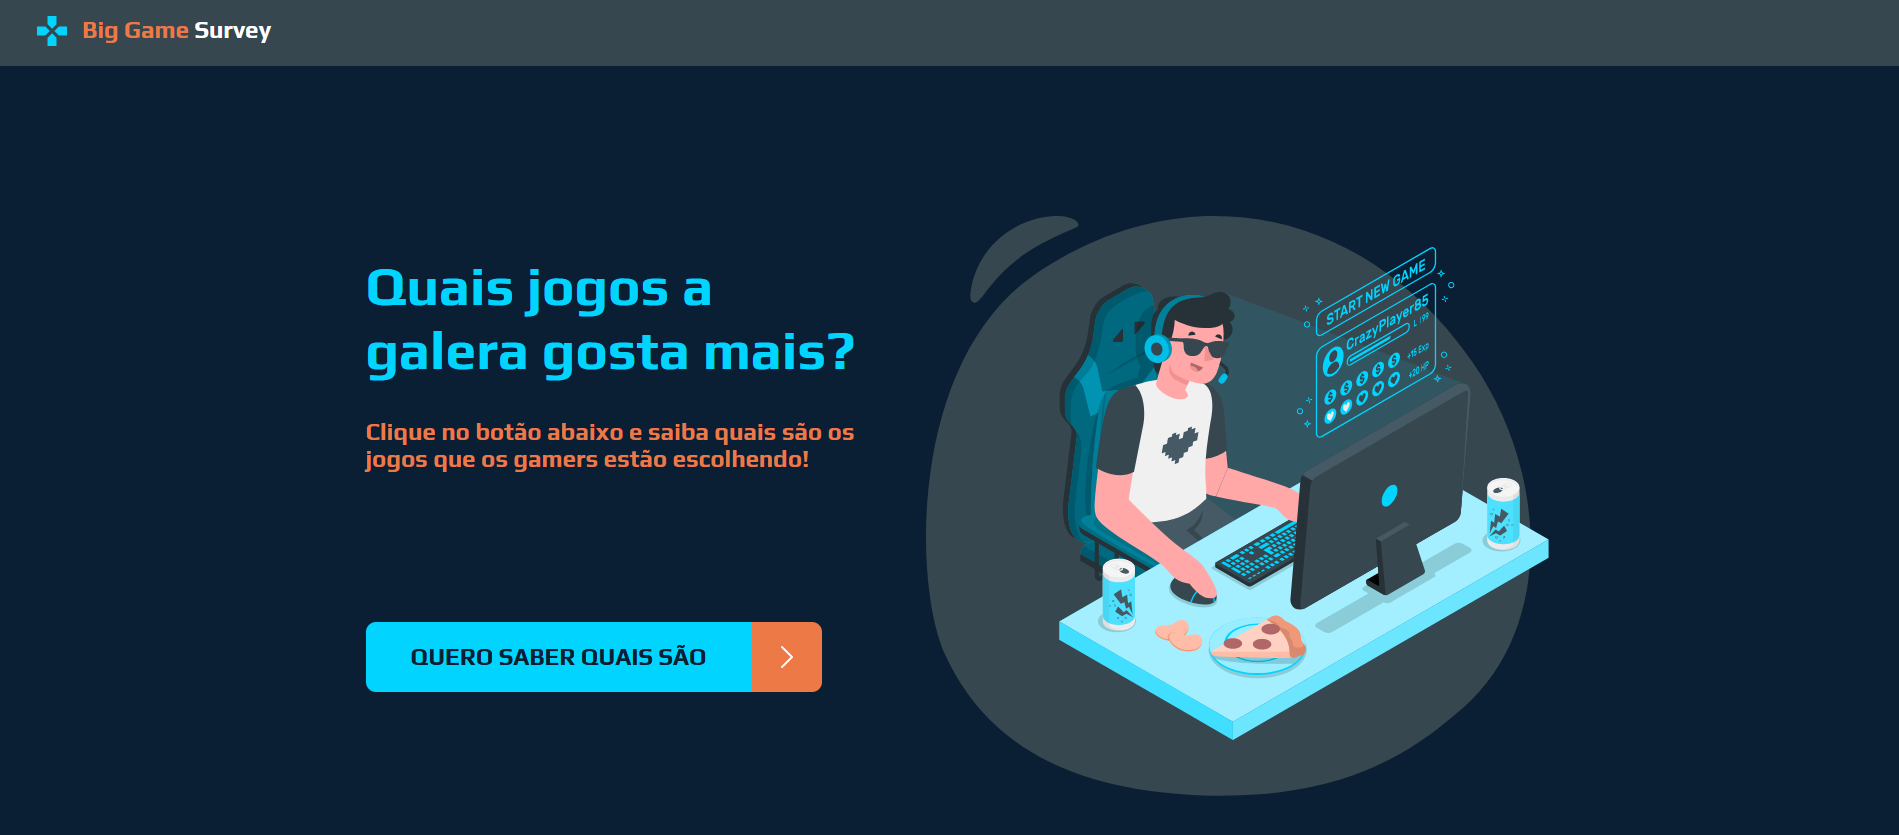 Big Game Survey
Quais jogos a
galera gosta mais?
Clique no botão abaixo e saiba quais são os
jogos que os gamers estão escolhendo!
QUERO SABER QUAIS SÃO
START NEW GAME
CrazyPlayer85
+15 Exp
+20 HP